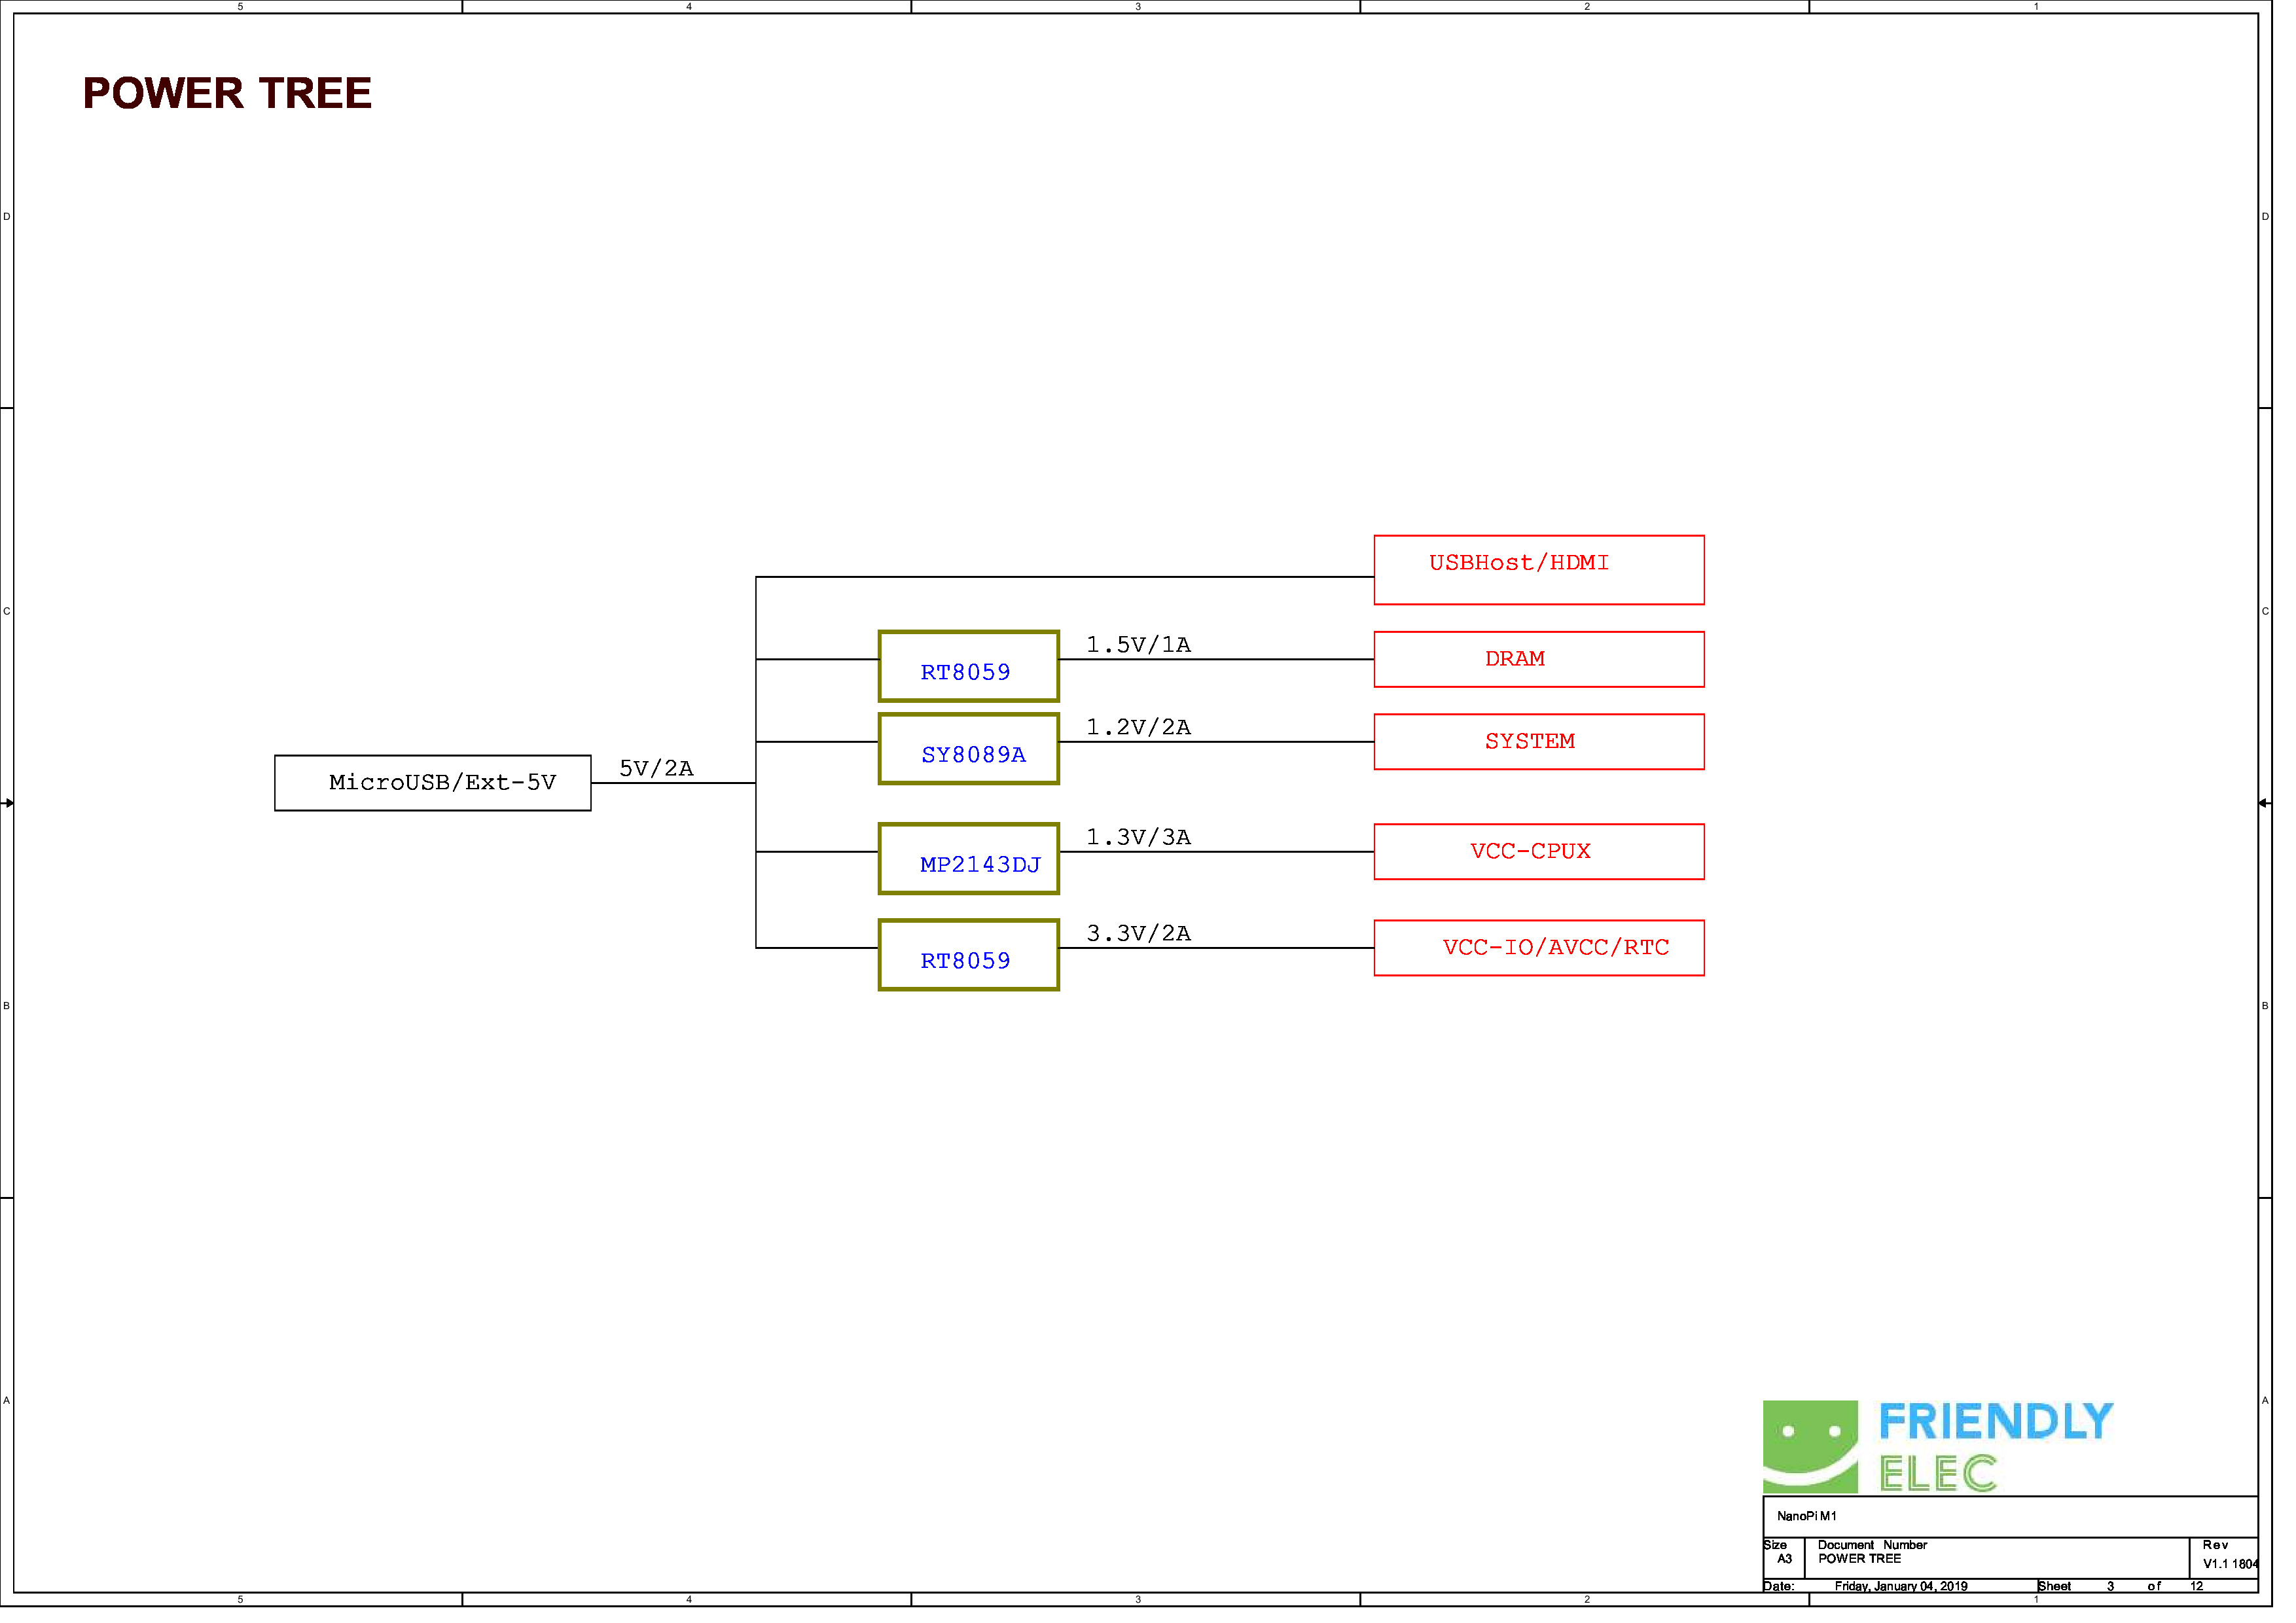 5 4 3 2 1
POWER TREE
D D
C C
USBHost/HDMI
1.5V/1A
RT8059
DRAM
1.2V/2A
SY8089A
SYSTEM
MicroUSB/Ext-5V
5V/2A
1.3V/3A
MP2143DJ
VCC-CPUX
3.3V/2A
RT8059
VCC-IO/AVCC/RTC
B B
A A
FRIENDLY
ELEC
NanoPi M1
Size Document Number Rev
A3 POWER TREE V1.1 1804
Date: Friday, January 04, 2019 Sheet 3 of 12
5 4 3 2 1